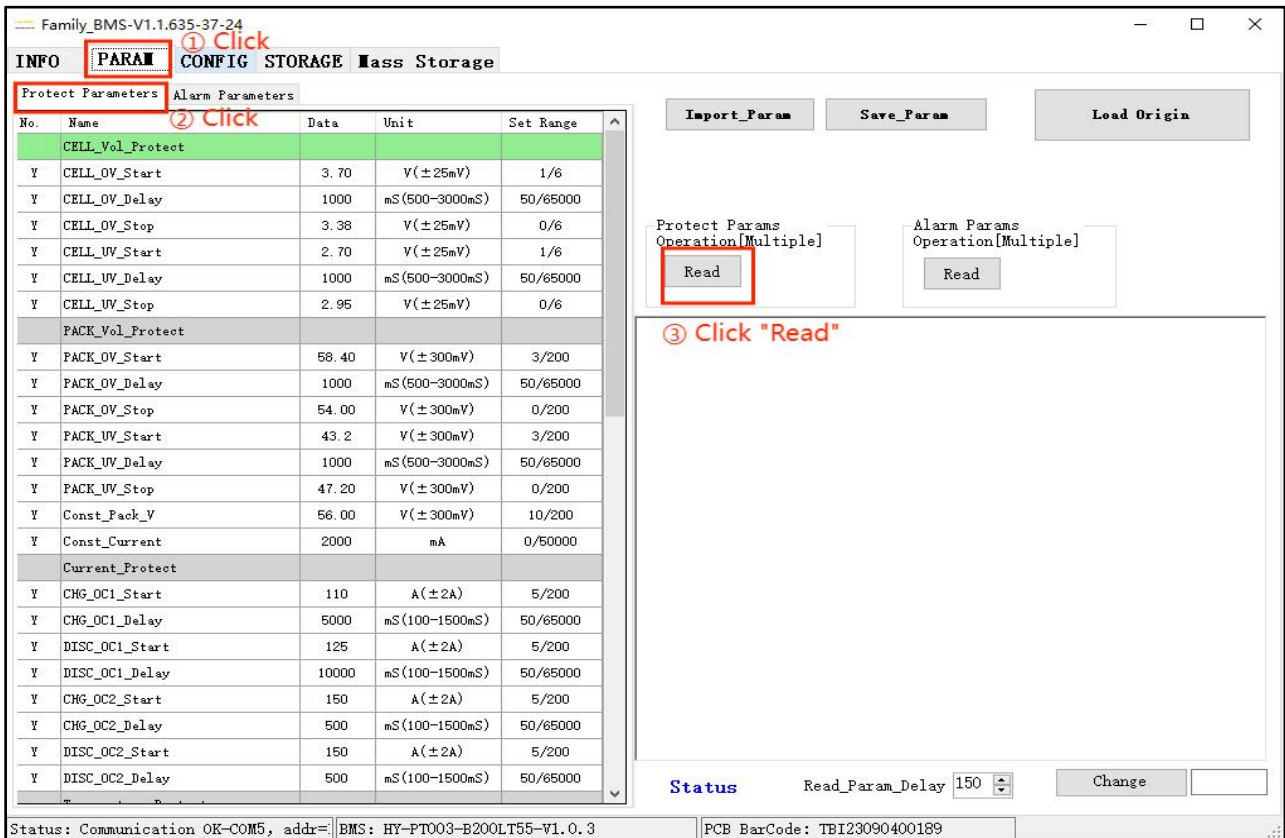 Family_BMS-V1.1.635-37-24
① Click
INFO PARAM CONFIG STORAGE Mass Storage
Protect Parameters Alarm Parameters
② Click
No. Name Data Unit Set Range
CELL_Vol_Protect
Y CELL_OV_Start 3.70 V(±25mV) 1/6
Y CELL_OV_Delay 1000 mS(500-3000mS) 50/65000
Y CELL_OV_Stop 3.38 V(±25mV) 0/6
Y CELL_UV_Start 2.70 V(±25mV) 1/6
Y CELL_UV_Delay 1000 mS(500-3000mS) 50/65000
Y CELL_UV_Stop 2.95 V(±25mV) 0/6
PACK_Vol_Protect
Y PACK_OV_Start 58.40 V(±300mV) 3/200
Y PACK_OV_Delay 1000 mS(500-3000mS) 50/65000
Y PACK_OV_Stop 54.00 V(±300mV) 0/200
Y PACK_UV_Start 43.2 V(±300mV) 3/200
Y PACK_UV_Delay 1000 mS(500-3000mS) 50/65000
Y PACK_UV_Stop 47.20 V(±300mV) 0/200
Y Const_Pack_V 56.00 V(±300mV) 10/200
Y Const_Current 2000 mA 0/50000
Current_Protect
Y CHG_OC1_Start 110 A(±2A) 5/200
Y CHG_OC1_Delay 5000 mS(100-1500mS) 50/65000
Y DISC_OC1_Start 125 A(±2A) 5/200
Y DISC_OC1_Delay 10000 mS(100-1500mS) 50/65000
Y CHG_OC2_Start 150 A(±2A) 5/200
Y CHG_OC2_Delay 500 mS(100-1500mS) 50/65000
Y DISC_OC2_Start 150 A(±2A) 5/200
Y DISC_OC2_Delay 500 mS(100-1500mS) 50/65000
Import_Param Save_Param Load Origin
Protect Params
Operation[Multiple]
Read
Alarm Params
Operation[Multiple]
Read
③ Click "Read"
Status Read_Param_Delay 150 Change
Status: Communication OK-COM5, addr= BMS: HY-PT003-B200LT55-V1.0.3 PCB BarCode: TBI23090400189